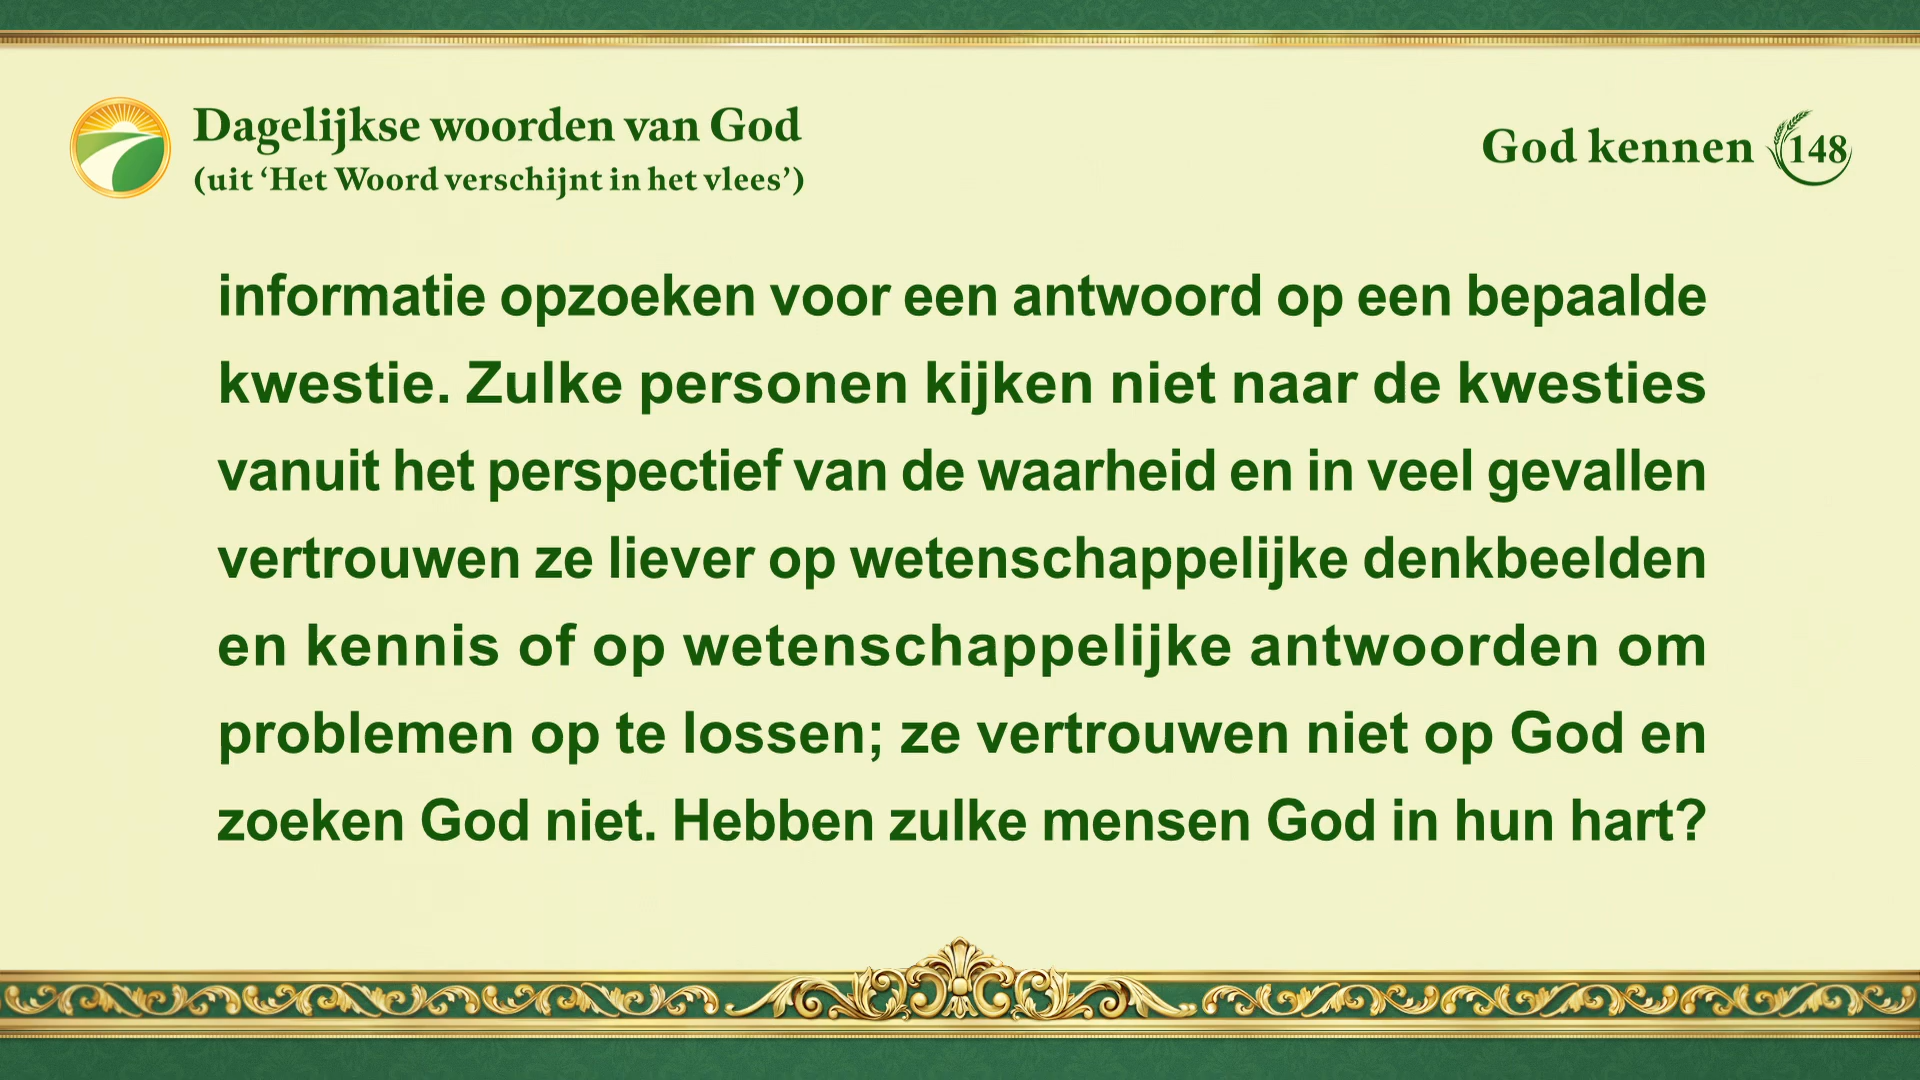 Dagelijkse woorden van God
(uit ‘Het Woord verschijnt in het vlees’)
God kennen 148
informatie opzoeken voor een antwoord op een bepaalde
kwestie. Zulke personen kijken niet naar de kwesties
vanuit het perspectief van de waarheid en in veel gevallen
vertrouwen ze liever op wetenschappelijke denkbeelden
en kennis of op wetenschappelijke antwoorden om
problemen op te lossen; ze vertrouwen niet op God en
zoeken God niet. Hebben zulke mensen God in hun hart?